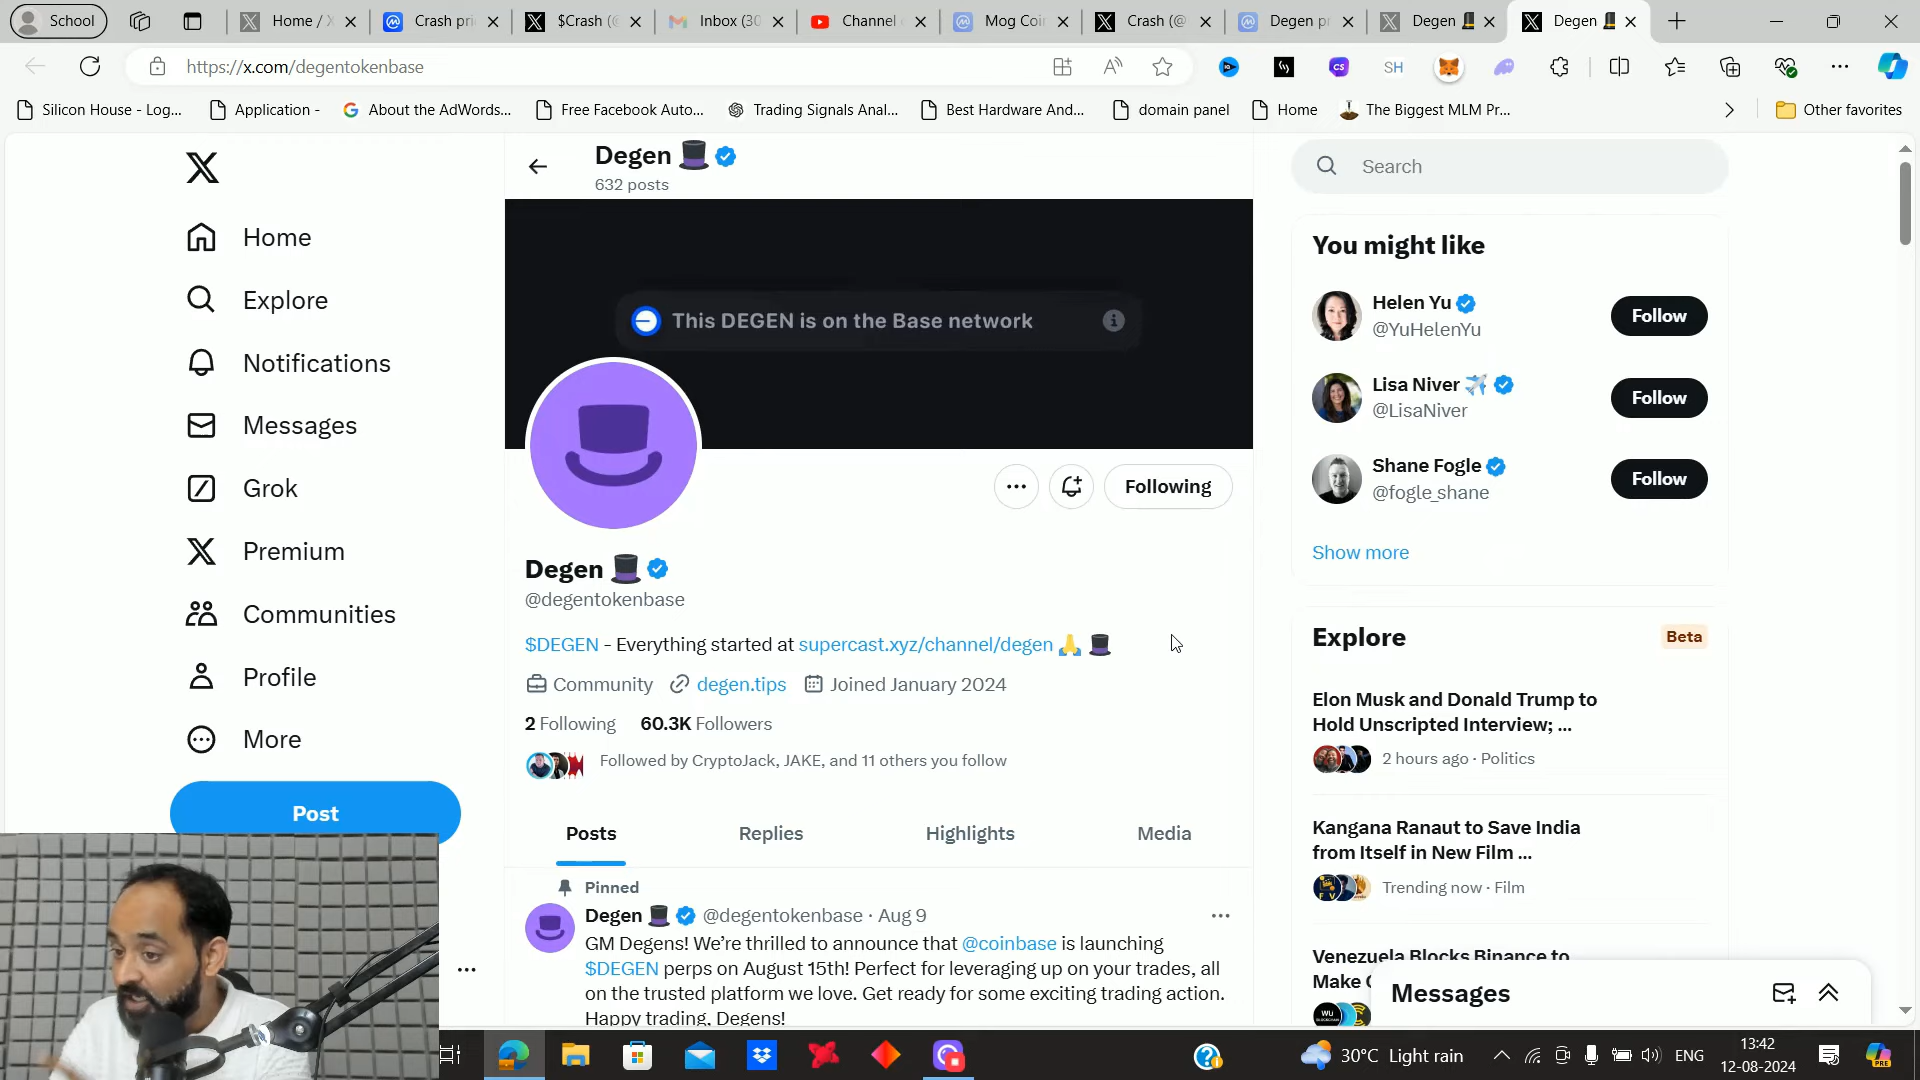 School
Home / X
Crash pri
$Crash (@
Inbox (30
Channel
Mog Coi
Crash (@
Degen pr
Degen
Degen
https://x.com/degentokenbase
SH
Silicon House - Log...
Application -
About the AdWords...
Free Facebook Auto...
Trading Signals Anal...
Best Hardware And...
domain panel
Home
The Biggest MLM Pr...
Other favorites
Home
Explore
Notifications
Messages
Grok
Premium
Communities
Profile
More
Post
Degen 🎩
632 posts
This DEGEN is on the Base network
Following
Degen 🎩
@degentokenbase
$DEGEN - Everything started at supercast.xyz/channel/degen 🙏 🎩
Community degen.tips Joined January 2024
2 Following 60.3K Followers
Followed by CryptoJack, JAKE, and 11 others you follow
Posts Replies Highlights Media
Pinned
Degen 🎩 @degentokenbase · Aug 9
GM Degens! We’re thrilled to announce that @coinbase is launching
$DEGEN perps on August 15th! Perfect for leveraging up on your trades, all
on the trusted platform we love. Get ready for some exciting trading action.
Happy trading, Degens!
Search
You might like
Helen Yu
@YuHelenYu
Follow
Lisa Niver ✈️
@LisaNiver
Follow
Shane Fogle
@fogle_shane
Follow
Show more
Explore
Beta
Elon Musk and Donald Trump to
Hold Unscripted Interview; ...
2 hours ago · Politics
Kangana Ranaut to Save India
from Itself in New Film ...
Trending now · Film
Venezuela Blocks Binance to
Make
Messages
30°C Light rain
ENG
13:42
12-08-2024